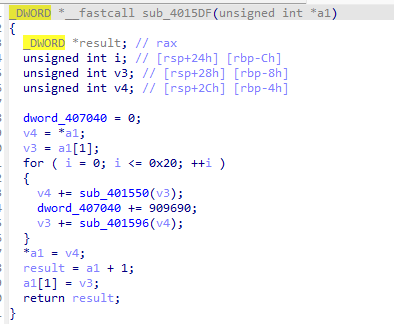 _DWORD *__fastcall sub_4015DF(unsigned int *a1)
{
_DWORD *result; // rax
unsigned int i; // [rsp+24h] [rbp-Ch]
unsigned int v3; // [rsp+28h] [rbp-8h]
unsigned int v4; // [rsp+2Ch] [rbp-4h]
dword_407040 = 0;
v4 = *a1;
v3 = a1[1];
for ( i = 0; i <= 0x20; ++i )
{
v4 += sub_401550(v3);
dword_407040 += 909690;
v3 += sub_401596(v4);
}
*a1 = v4;
result = a1 + 1;
a1[1] = v3;
return result;
}